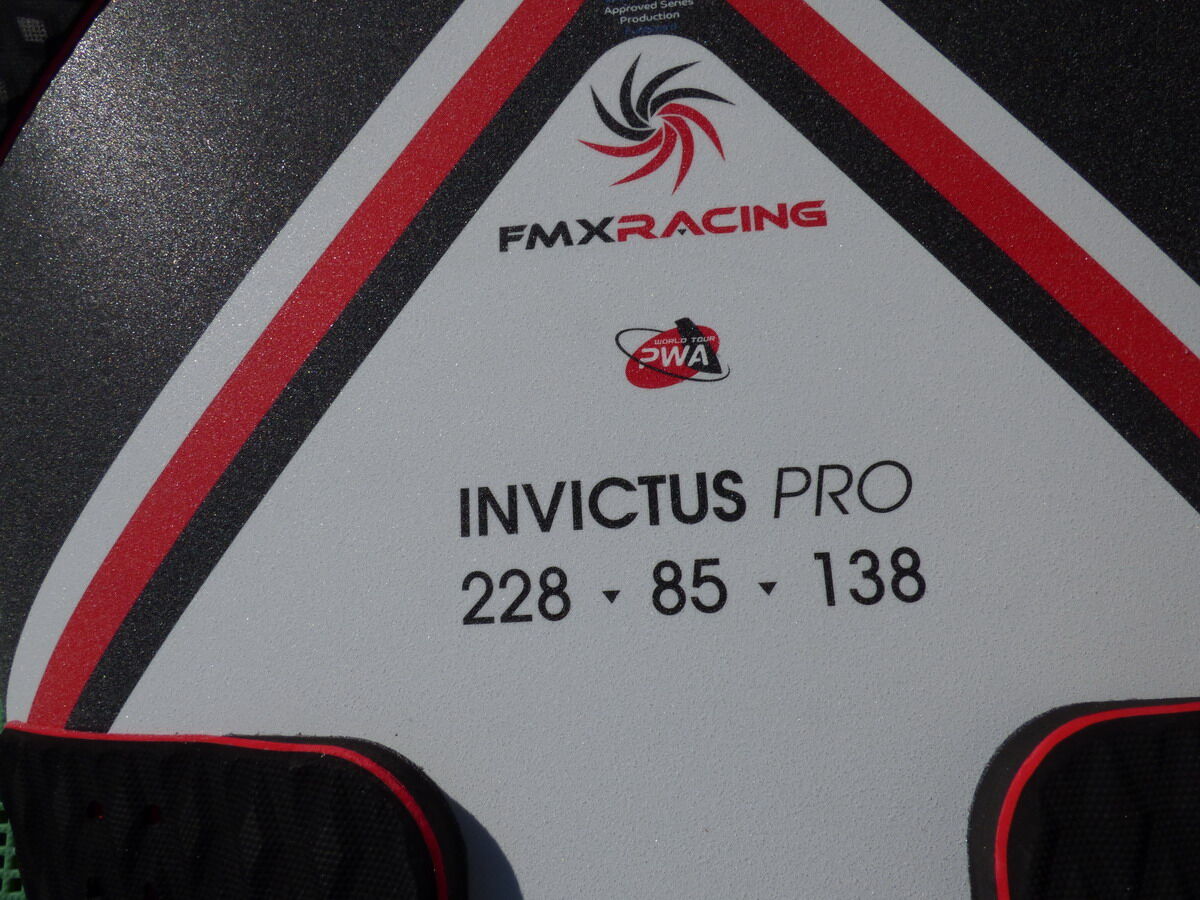 Approved Series
Production
FMXRACING
WORLD TOUR
PWA
INVICTUS PRO
228 ▾ 85 ▾ 138